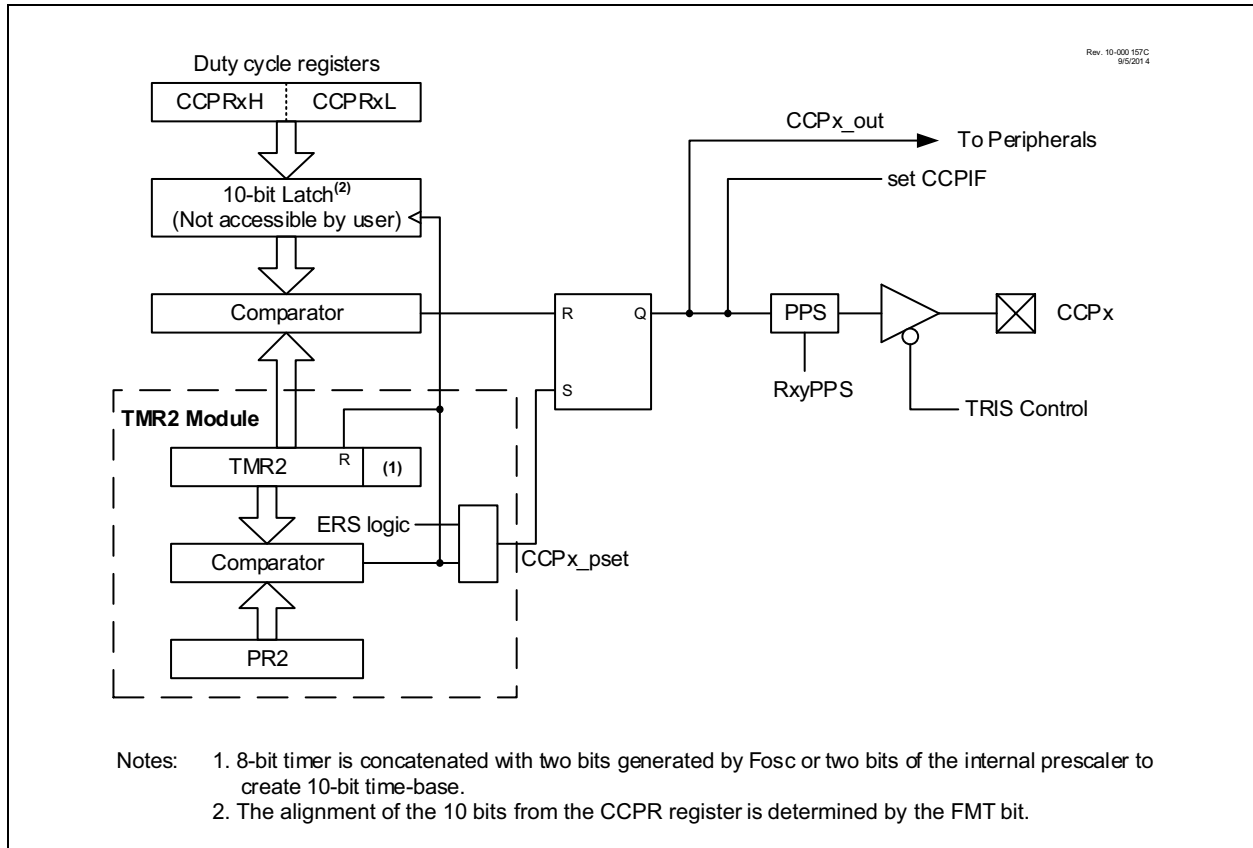 Rev. 10-000 157C
9/5/201 4
Duty cycle registers
CCPRxH CCPRxL
CCPx_out
To Peripherals
set CCPIF
10-bit Latch(2)
(Not accessible by user)
Comparator
R Q
PPS
CCPx
RxyPPS
S
TRIS Control
TMR2 Module
TMR2 R (1)
ERS logic
Comparator
CCPx_pset
PR2
Notes: 1. 8-bit timer is concatenated with two bits generated by Fosc or two bits of the internal prescaler to
create 10-bit time-base.
2. The alignment of the 10 bits from the CCPR register is determined by the FMT bit.